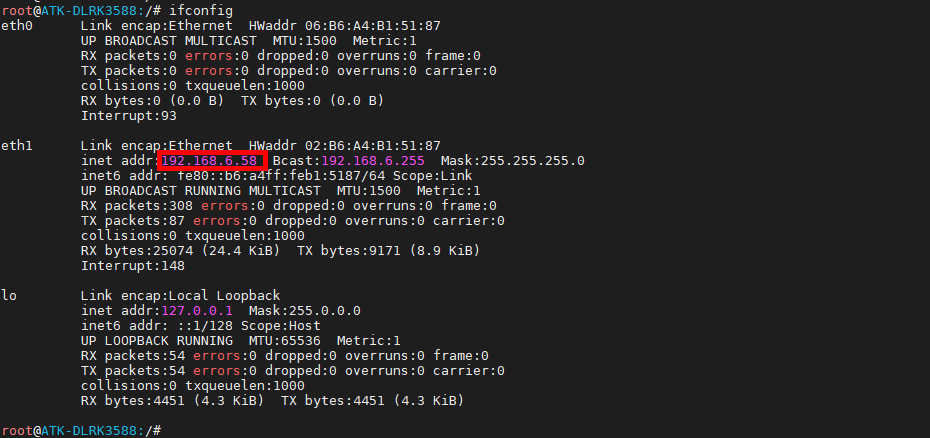 root@ATK-DLRK3588:/# ifconfig
eth0      Link encap:Ethernet  HWaddr 06:B6:A4:B1:51:87
          UP BROADCAST MULTICAST  MTU:1500  Metric:1
          RX packets:0 errors:0 dropped:0 overruns:0 frame:0
          TX packets:0 errors:0 dropped:0 overruns:0 carrier:0
          collisions:0 txqueuelen:1000
          RX bytes:0 (0.0 B)  TX bytes:0 (0.0 B)
          Interrupt:93

eth1      Link encap:Ethernet  HWaddr 02:B6:A4:B1:51:87
          inet addr:192.168.6.58  Bcast:192.168.6.255  Mask:255.255.255.0
          inet6 addr: fe80::b6:a4ff:feb1:5187/64 Scope:Link
          UP BROADCAST RUNNING MULTICAST  MTU:1500  Metric:1
          RX packets:308 errors:0 dropped:0 overruns:0 frame:0
          TX packets:87 errors:0 dropped:0 overruns:0 carrier:0
          collisions:0 txqueuelen:1000
          RX bytes:25074 (24.4 KiB)  TX bytes:9171 (8.9 KiB)
          Interrupt:148

lo        Link encap:Local Loopback
          inet addr:127.0.0.1  Mask:255.0.0.0
          inet6 addr: ::1/128 Scope:Host
          UP LOOPBACK RUNNING  MTU:65536  Metric:1
          RX packets:54 errors:0 dropped:0 overruns:0 frame:0
          TX packets:54 errors:0 dropped:0 overruns:0 carrier:0
          collisions:0 txqueuelen:1000
          RX bytes:4451 (4.3 KiB)  TX bytes:4451 (4.3 KiB)

root@ATK-DLRK3588:/#